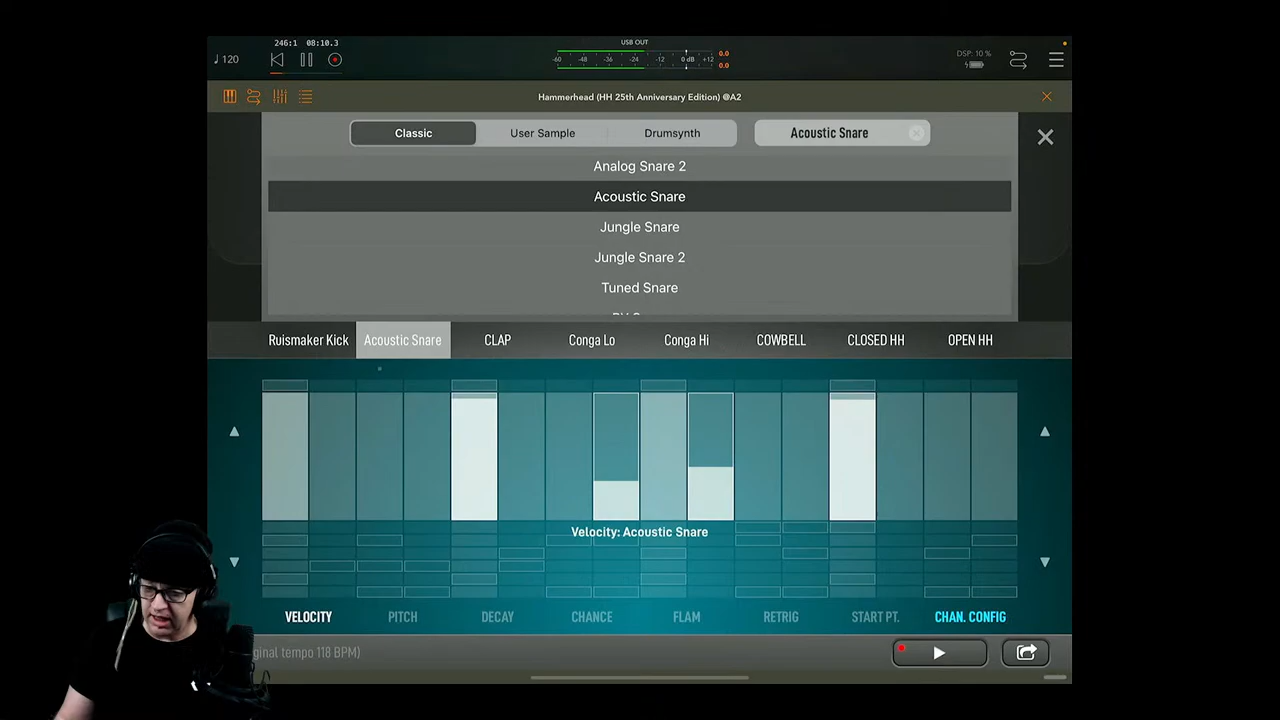 246:1 08:10.3
USB OUT
♩ 120
-60 -48 -36 -24 -12 0 dB +12
0.0
0.0
DSP: 10 %
Hammerhead (HH 25th Anniversary Edition) @A2
Classic User Sample Drumsynth Acoustic Snare
Analog Snare 2
Acoustic Snare
Jungle Snare
Jungle Snare 2
Tuned Snare
Ruismaker Kick Acoustic Snare CLAP Conga Lo Conga Hi COWBELL CLOSED HH OPEN HH
Velocity: Acoustic Snare
VELOCITY PITCH DECAY CHANCE FLAM RETRIG START PT. CHAN. CONFIG
ginal tempo 118 BPM)